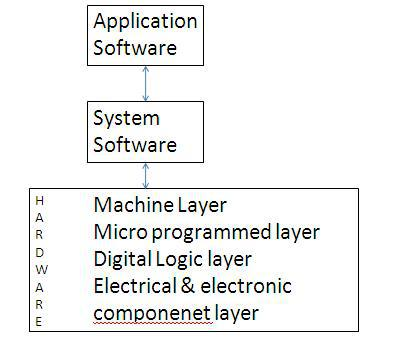 Application
Software
System
Software
H
A
R
D
W
A
R
E
Machine Layer
Micro programmed layer
Digital Logic layer
Electrical & electronic
componenet layer